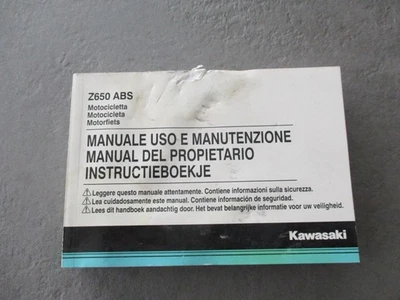 Z650 ABS
Motocicletta
Motocicleta
Motorfiets
MANUALE USO E MANUTENZIONE
MANUAL DEL PROPIETARIO
INSTRUCTIEBOEKJE
Leggere questo manuale attentamente. Contiene informazioni sulla sicurezza.
Lea cuidadosamente este manual. Contiene información de seguridad.
Lees dit handboek aandachtig door. Het bevat belangrijke informatie voor uw veiligheid.
Kawasaki